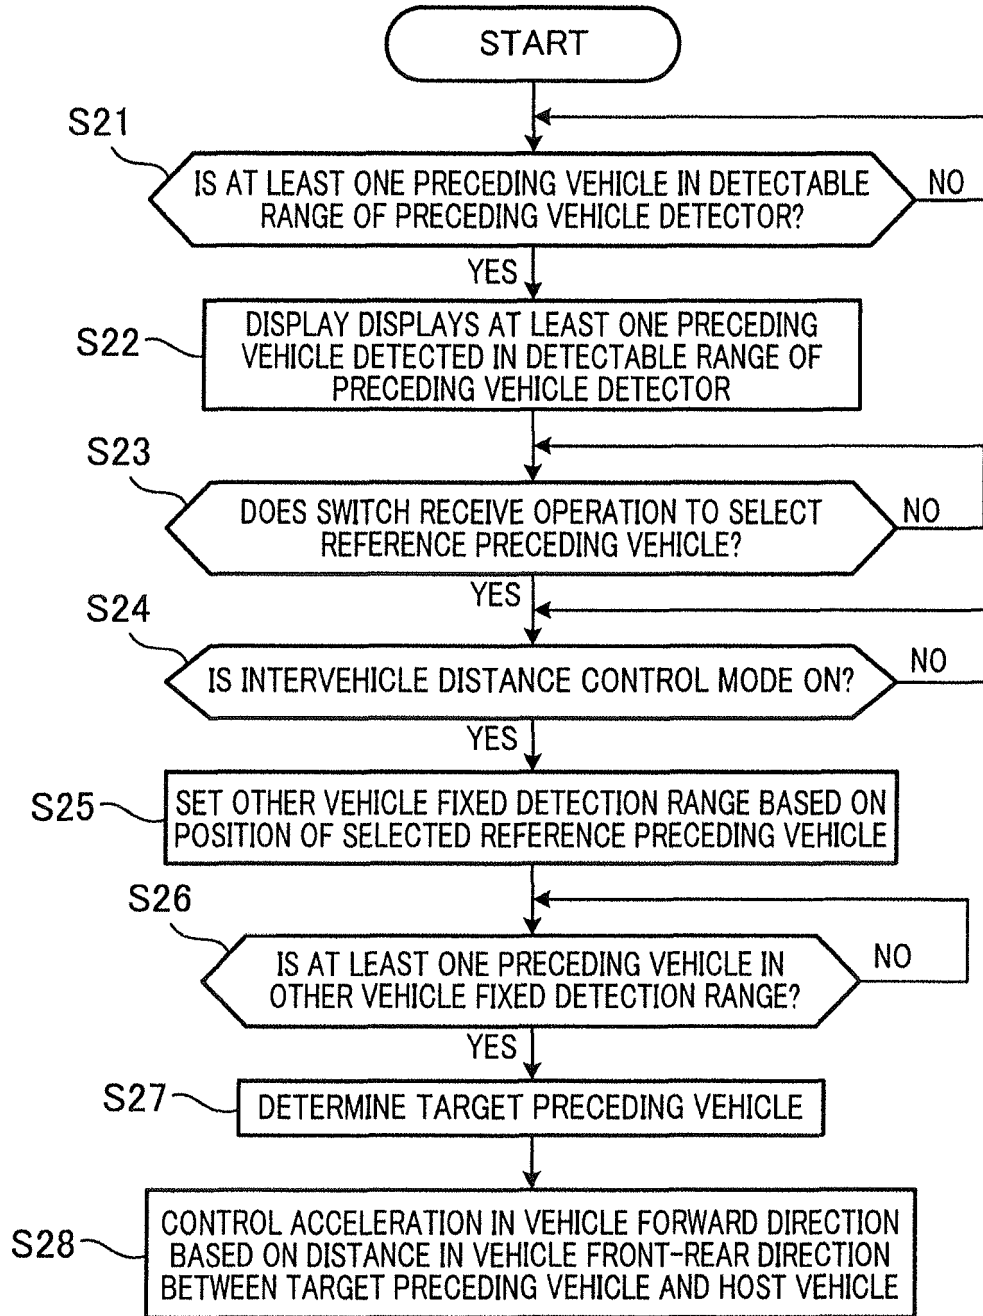 START
S21
IS AT LEAST ONE PRECEDING VEHICLE IN DETECTABLE
RANGE OF PRECEDING VEHICLE DETECTOR?
NO
YES
S22
DISPLAY DISPLAYS AT LEAST ONE PRECEDING
VEHICLE DETECTED IN DETECTABLE RANGE OF
PRECEDING VEHICLE DETECTOR
S23
DOES SWITCH RECEIVE OPERATION TO SELECT
REFERENCE PRECEDING VEHICLE?
NO
YES
S24
IS INTERVEHICLE DISTANCE CONTROL MODE ON?
NO
YES
S25
SET OTHER VEHICLE FIXED DETECTION RANGE BASED ON
POSITION OF SELECTED REFERENCE PRECEDING VEHICLE
S26
IS AT LEAST ONE PRECEDING VEHICLE IN
OTHER VEHICLE FIXED DETECTION RANGE?
NO
YES
S27
DETERMINE TARGET PRECEDING VEHICLE
S28
CONTROL ACCELERATION IN VEHICLE FORWARD DIRECTION
BASED ON DISTANCE IN VEHICLE FRONT-REAR DIRECTION
BETWEEN TARGET PRECEDING VEHICLE AND HOST VEHICLE